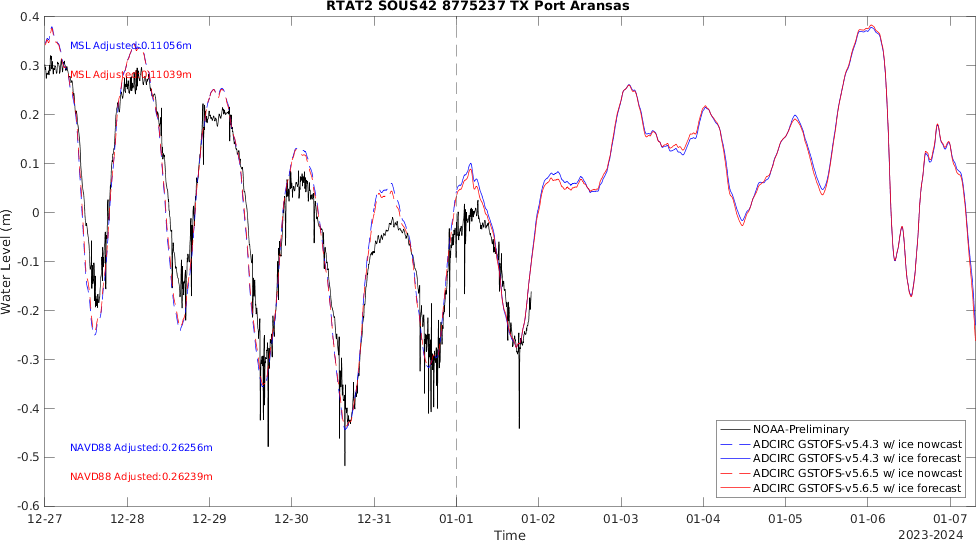 RTAT2 SOUS42 8775237 TX Port Aransas
0.4
0.3
0.2
0.1
0
-0.1
-0.2
-0.3
-0.4
-0.5
-0.6
Water Level (m)
MSL Adjusted:0.11056m
MSL Adjusted:0.11039m
NAVD88 Adjusted:0.26256m
NAVD88 Adjusted:0.26239m
NOAA-Preliminary
ADCIRC GSTOFS-v5.4.3 w/ ice nowcast
ADCIRC GSTOFS-v5.4.3 w/ ice forecast
ADCIRC GSTOFS-v5.6.5 w/ ice nowcast
ADCIRC GSTOFS-v5.6.5 w/ ice forecast
12-27 12-28 12-29 12-30 12-31 01-01 01-02 01-03 01-04 01-05 01-06 01-07
Time
2023-2024